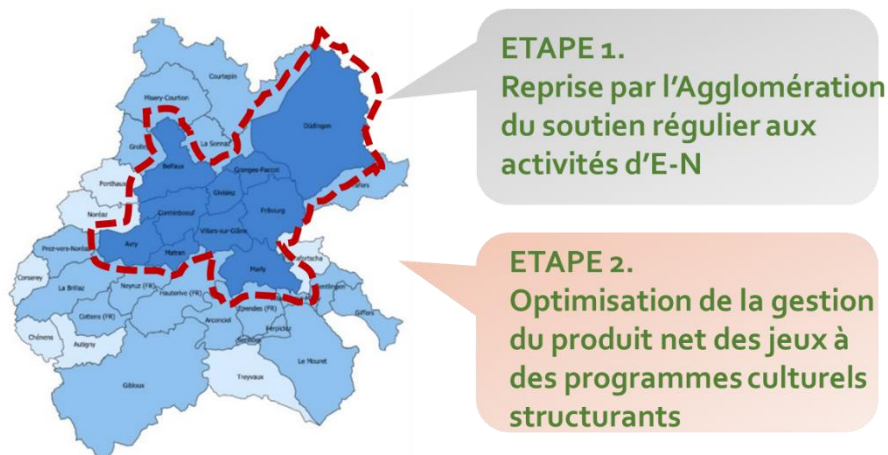 ETAPE 1.
Reprise par l'Agglomération
du soutien régulier aux
activités d'E-N
ETAPE 2.
Optimisation de la gestion
du produit net des jeux à
des programmes culturels
structurants
Courtepin
Misery-Courtion
Düdingen
La Sonnaz
Belfaux
Granges-Paccot
Ponthaux
Givisiez
Noréaz
Corminboeuf
Fribourg
Villars-sur-Glâne
Prez-vers-Noréaz
Avry
Matran
Marly
Corserey
La Brillaz
Neyruz (FR)
Hauterive (FR)
Cottens (FR)
Arconciel
Ependes (FR)
Giffers
Chénens
Autigny
Le Mouret
Treyvaux
Gibloux